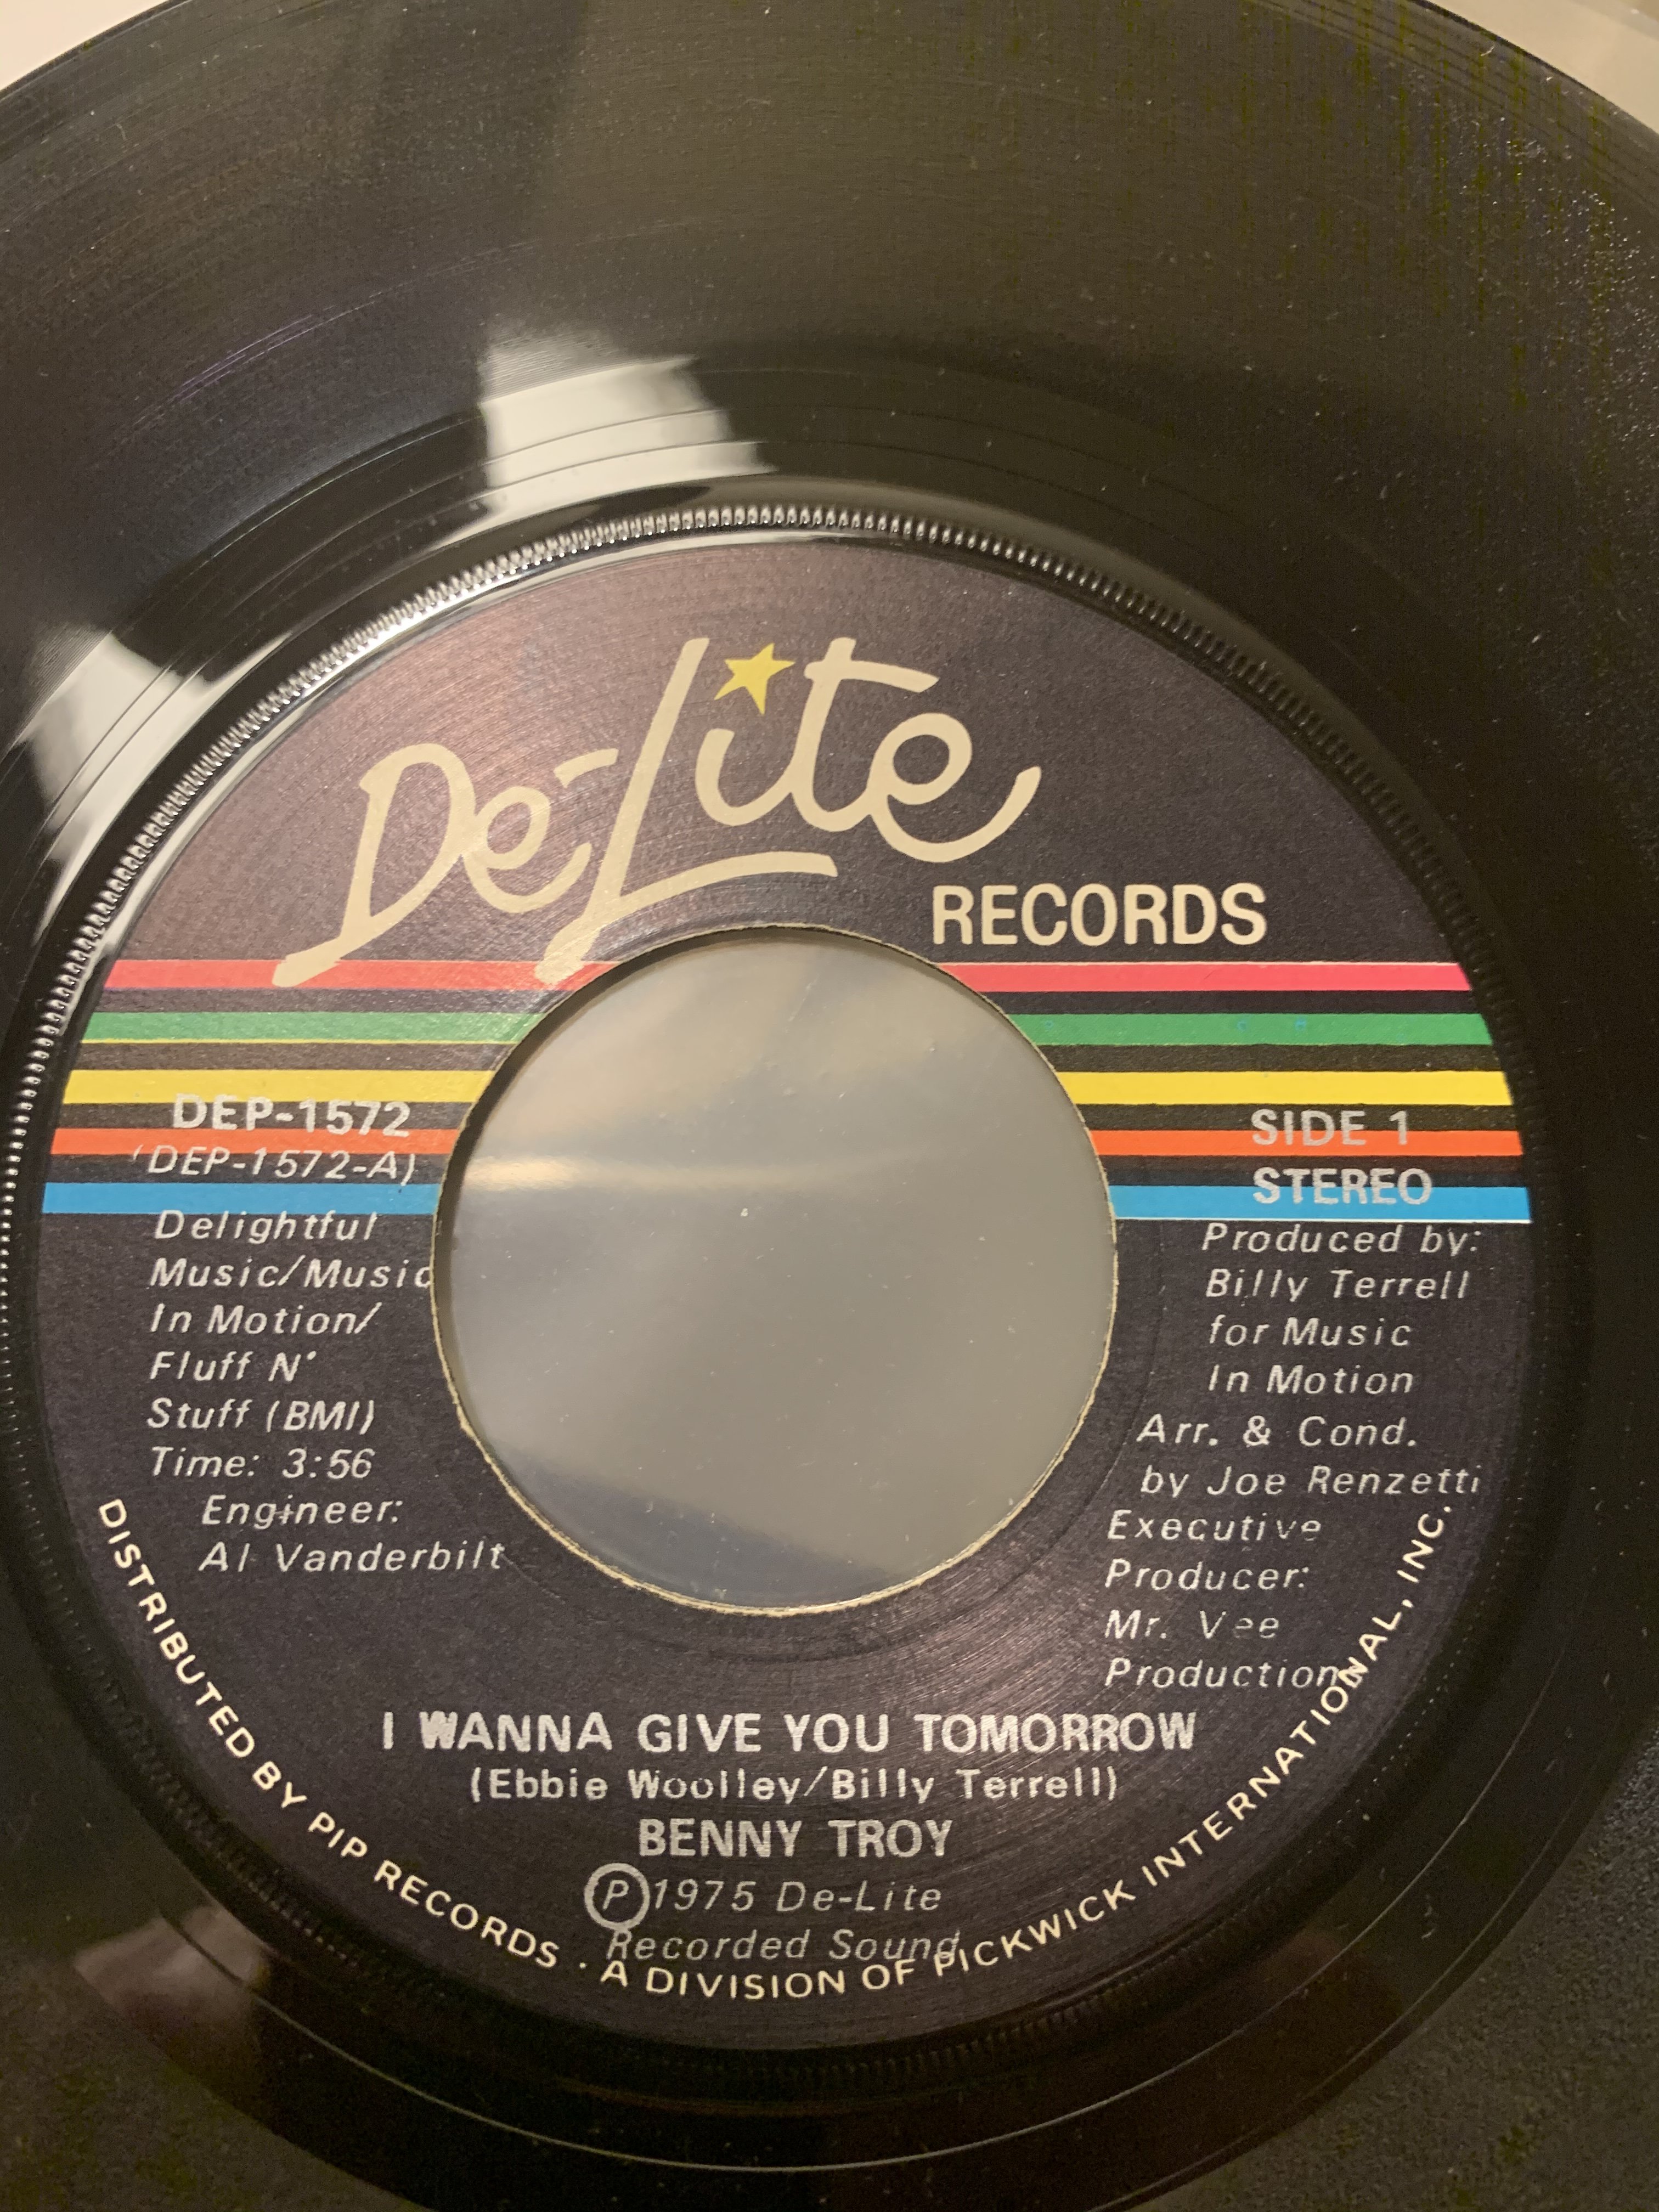 De-Lite
RECORDS
DEP-1572
(DEP-1572-A)
Delightful
Music/Music
In Motion/
Fluff N'
Stuff (BMI)
Time: 3:56
Engineer:
Al Vanderbilt
SIDE 1
STEREO
Produced by:
Billy Terrell
for Music
In Motion
Arr. & Cond.
by Joe Renzetti
Executive
Producer:
Mr. Vee
Productions
I WANNA GIVE YOU TOMORROW
(Ebbie Woolley/Billy Terrell)
BENNY TROY
Ⓟ1975 De-Lite
Recorded Sound
DISTRIBUTED BY PIP RECORDS · A DIVISION OF PICKWICK INTERNATIONAL, INC.